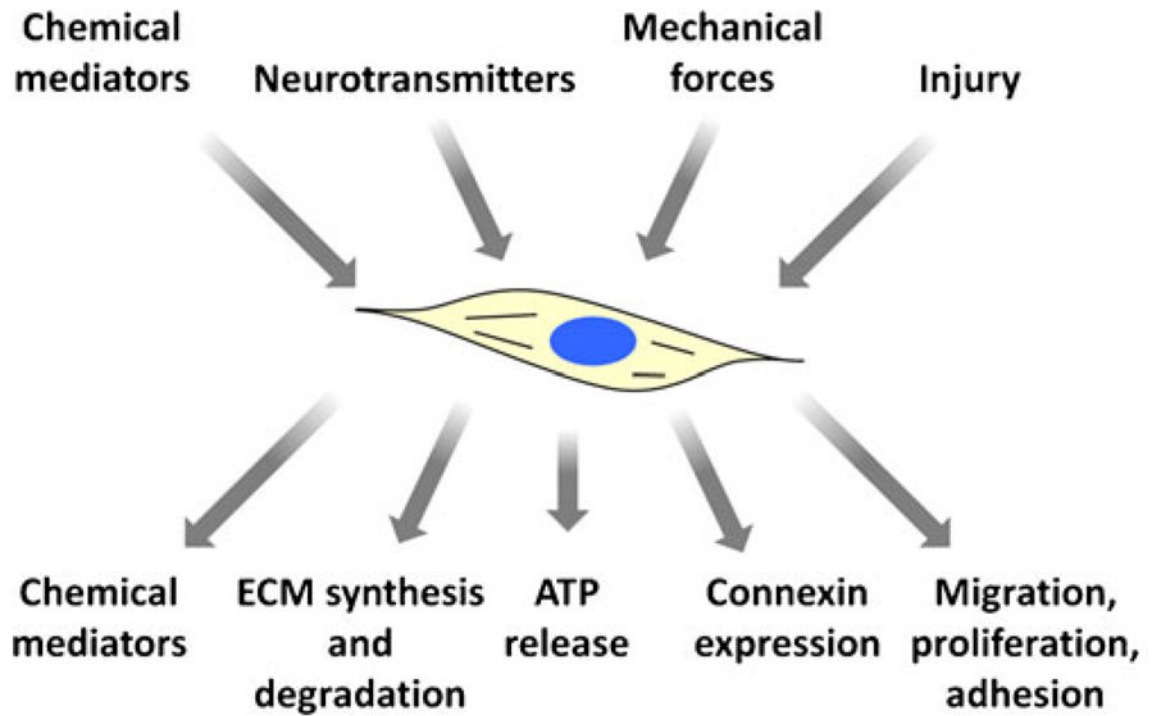 Chemical
mediators
Neurotransmitters
Mechanical
forces
Injury
Chemical
mediators
ECM synthesis
and
degradation
ATP
release
Connexin
expression
Migration,
proliferation,
adhesion